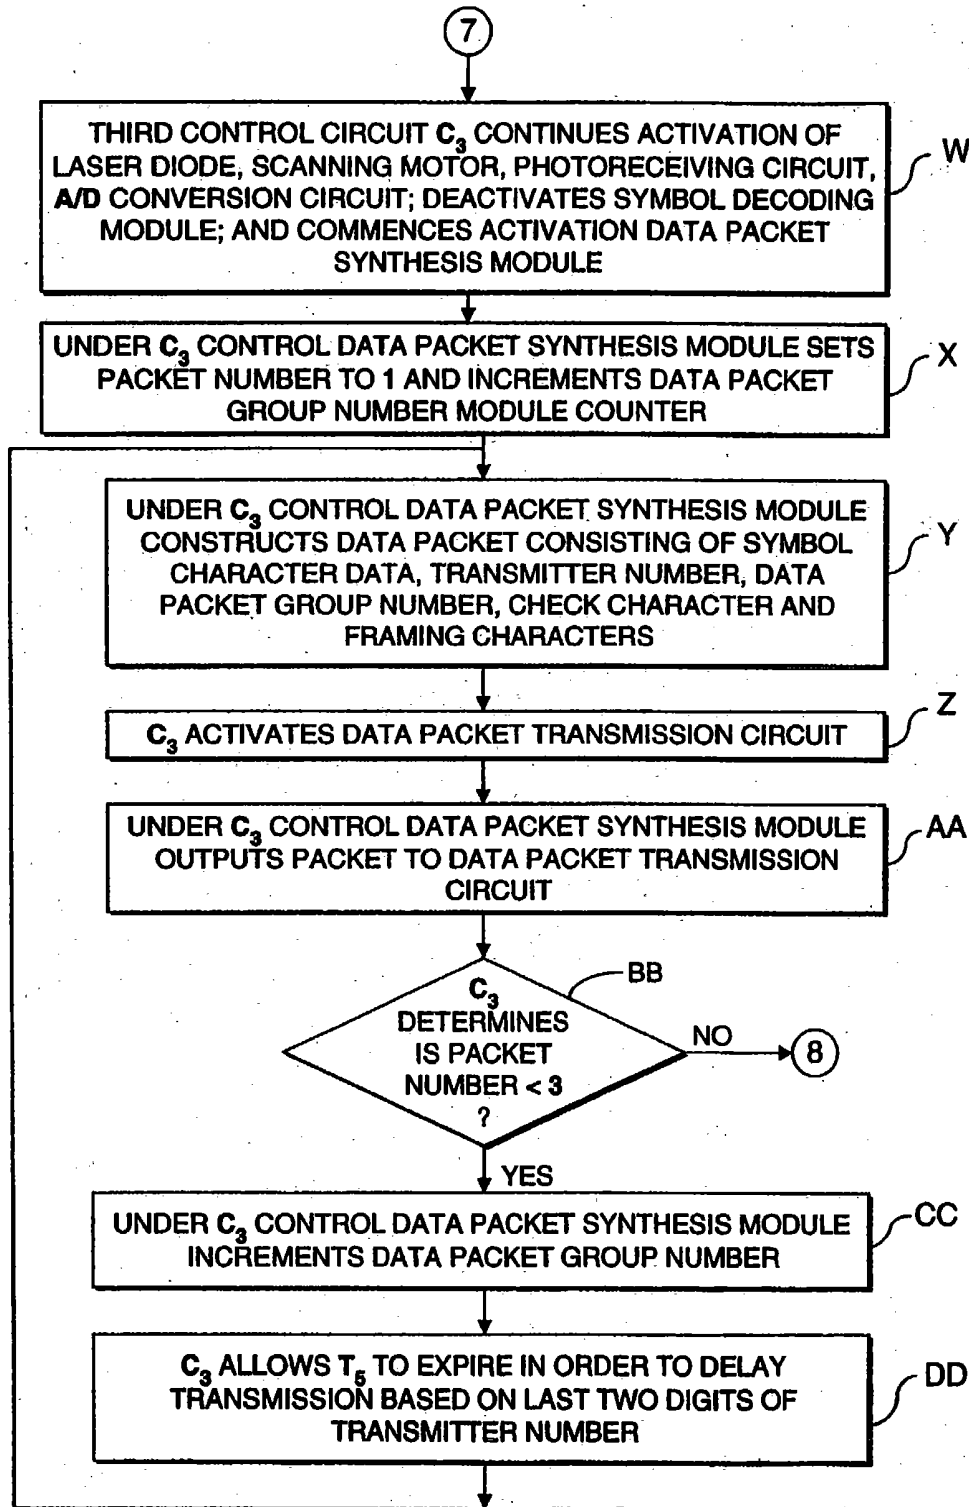 7
THIRD CONTROL CIRCUIT C3 CONTINUES ACTIVATION OF
LASER DIODE, SCANNING MOTOR, PHOTORECEIVING CIRCUIT,
A/D CONVERSION CIRCUIT; DEACTIVATES SYMBOL DECODING
MODULE; AND COMMENCES ACTIVATION DATA PACKET
SYNTHESIS MODULE
W
UNDER C3 CONTROL DATA PACKET SYNTHESIS MODULE SETS
PACKET NUMBER TO 1 AND INCREMENTS DATA PACKET
GROUP NUMBER MODULE COUNTER
X
UNDER C3 CONTROL DATA PACKET SYNTHESIS MODULE
CONSTRUCTS DATA PACKET CONSISTING OF SYMBOL
CHARACTER DATA, TRANSMITTER NUMBER, DATA
PACKET GROUP NUMBER, CHECK CHARACTER AND
FRAMING CHARACTERS
Y
C3 ACTIVATES DATA PACKET TRANSMISSION CIRCUIT
Z
UNDER C3 CONTROL DATA PACKET SYNTHESIS MODULE
OUTPUTS PACKET TO DATA PACKET TRANSMISSION
CIRCUIT
AA
C3
DETERMINES
IS PACKET
NUMBER < 3
?
BB
NO
8
YES
UNDER C3 CONTROL DATA PACKET SYNTHESIS MODULE
INCREMENTS DATA PACKET GROUP NUMBER
CC
C3 ALLOWS T5 TO EXPIRE IN ORDER TO DELAY
TRANSMISSION BASED ON LAST TWO DIGITS OF
TRANSMITTER NUMBER
DD